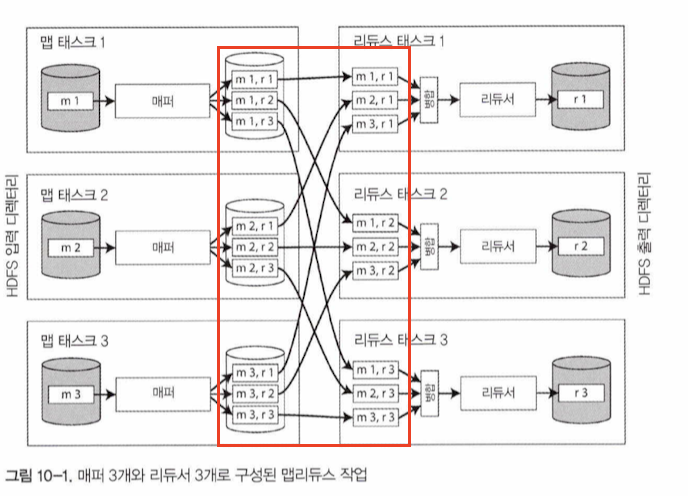 맵 태스크 1
m 1
매퍼
m 1, r 1
m 1, r 2
m 1, r 3
리듀스 태스크 1
m 1, r 1
m 2, r 1
m 3, r 1
병합
리듀서
r 1
맵 태스크 2
m 2
매퍼
m 2, r 1
m 2, r 2
m 2, r 3
리듀스 태스크 2
m 1, r 2
m 2, r 2
m 3, r 2
병합
리듀서
r 2
맵 태스크 3
m 3
매퍼
m 3, r 1
m 3, r 2
m 3, r 3
리듀스 태스크 3
m 1, r 3
m 2, r 3
m 3, r 3
병합
리듀서
r 3
HDFS 입력 디렉터리
HDFS 출력 디렉터리
그림 10-1. 매퍼 3개와 리듀서 3개로 구성된 맵리듀스 작업